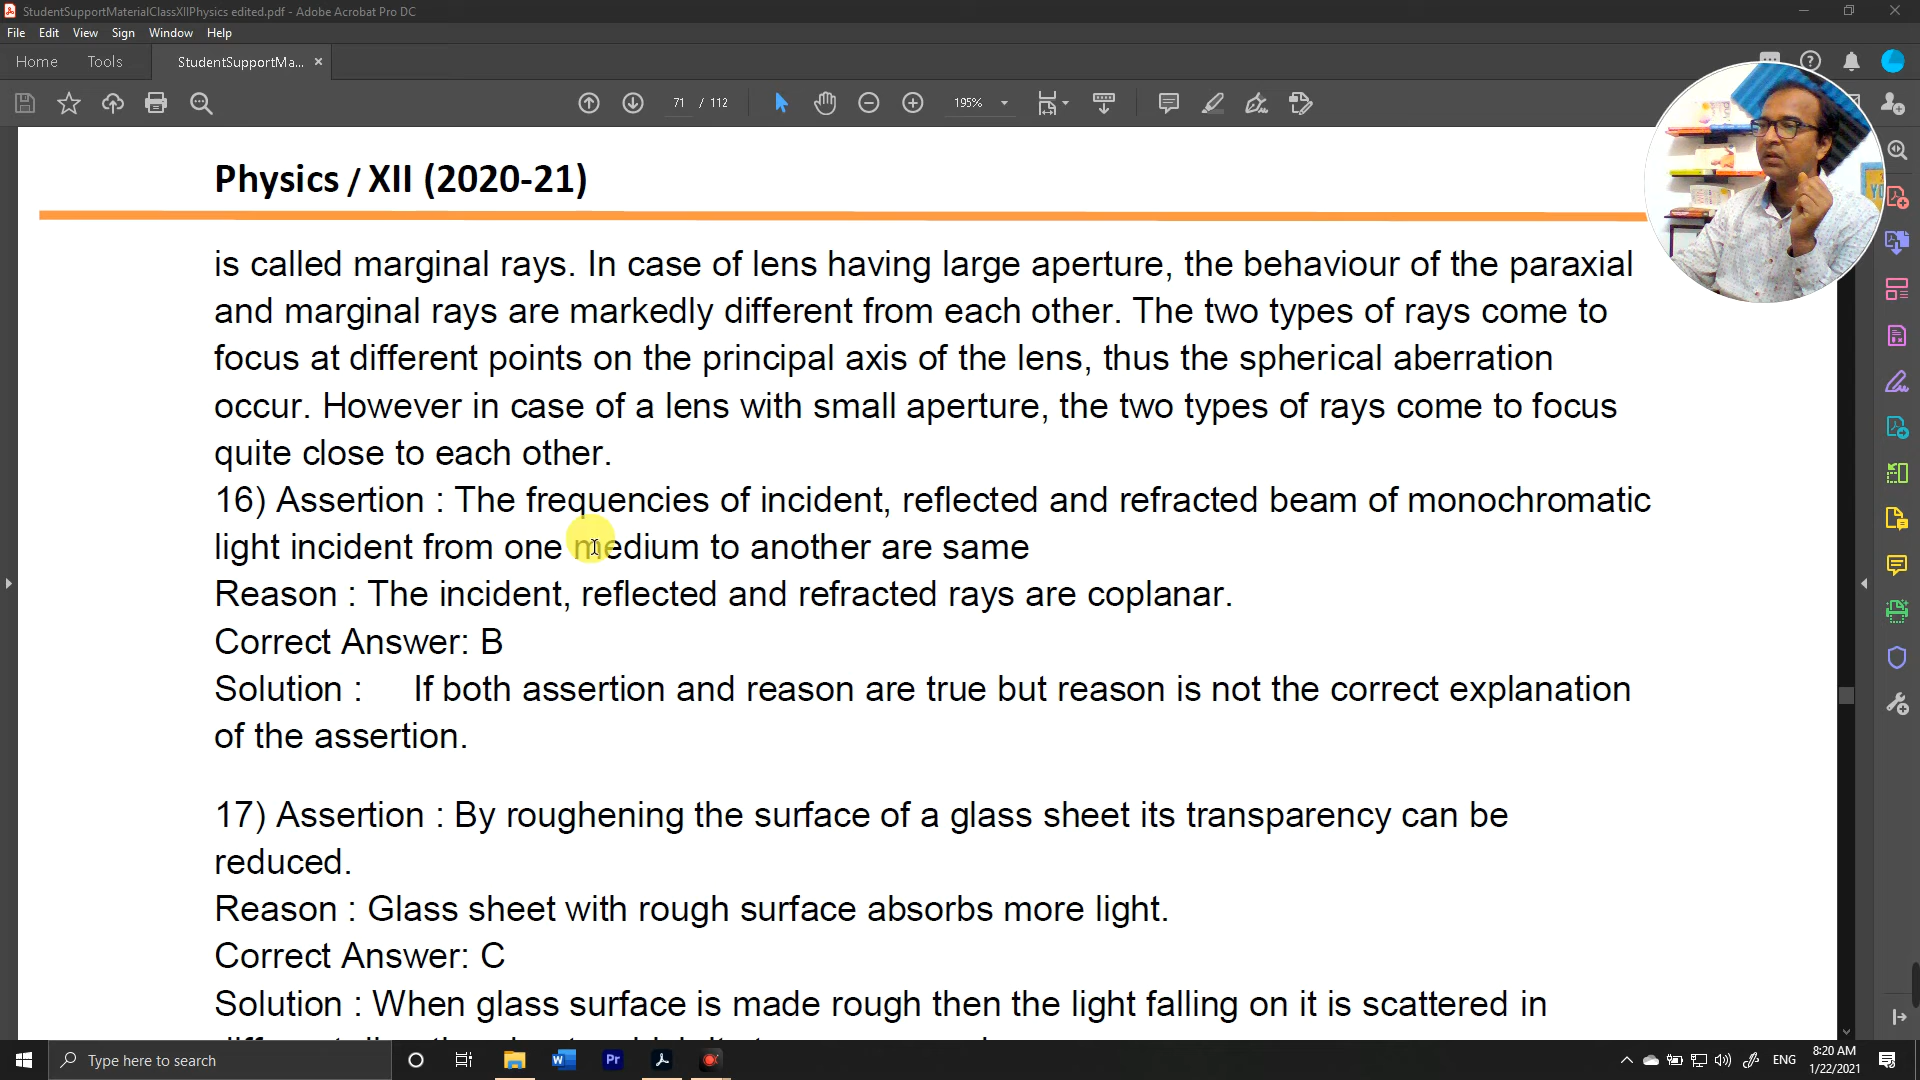 StudentSupportMaterialClassXIIPhysics edited.pdf - Adobe Acrobat Pro DC
File Edit View Sign Window Help
Home Tools StudentSupportMa... ×
71 / 112 195%
Physics / XII (2020-21)
is called marginal rays. In case of lens having large aperture, the behaviour of the paraxial
and marginal rays are markedly different from each other. The two types of rays come to
focus at different points on the principal axis of the lens, thus the spherical aberration
occur. However in case of a lens with small aperture, the two types of rays come to focus
quite close to each other.
16) Assertion : The frequencies of incident, reflected and refracted beam of monochromatic
light incident from one medium to another are same
Reason : The incident, reflected and refracted rays are coplanar.
Correct Answer: B
Solution : If both assertion and reason are true but reason is not the correct explanation
of the assertion.
17) Assertion : By roughening the surface of a glass sheet its transparency can be
reduced.
Reason : Glass sheet with rough surface absorbs more light.
Correct Answer: C
Solution : When glass surface is made rough then the light falling on it is scattered in
Type here to search
ENG
8:20 AM
1/22/2021